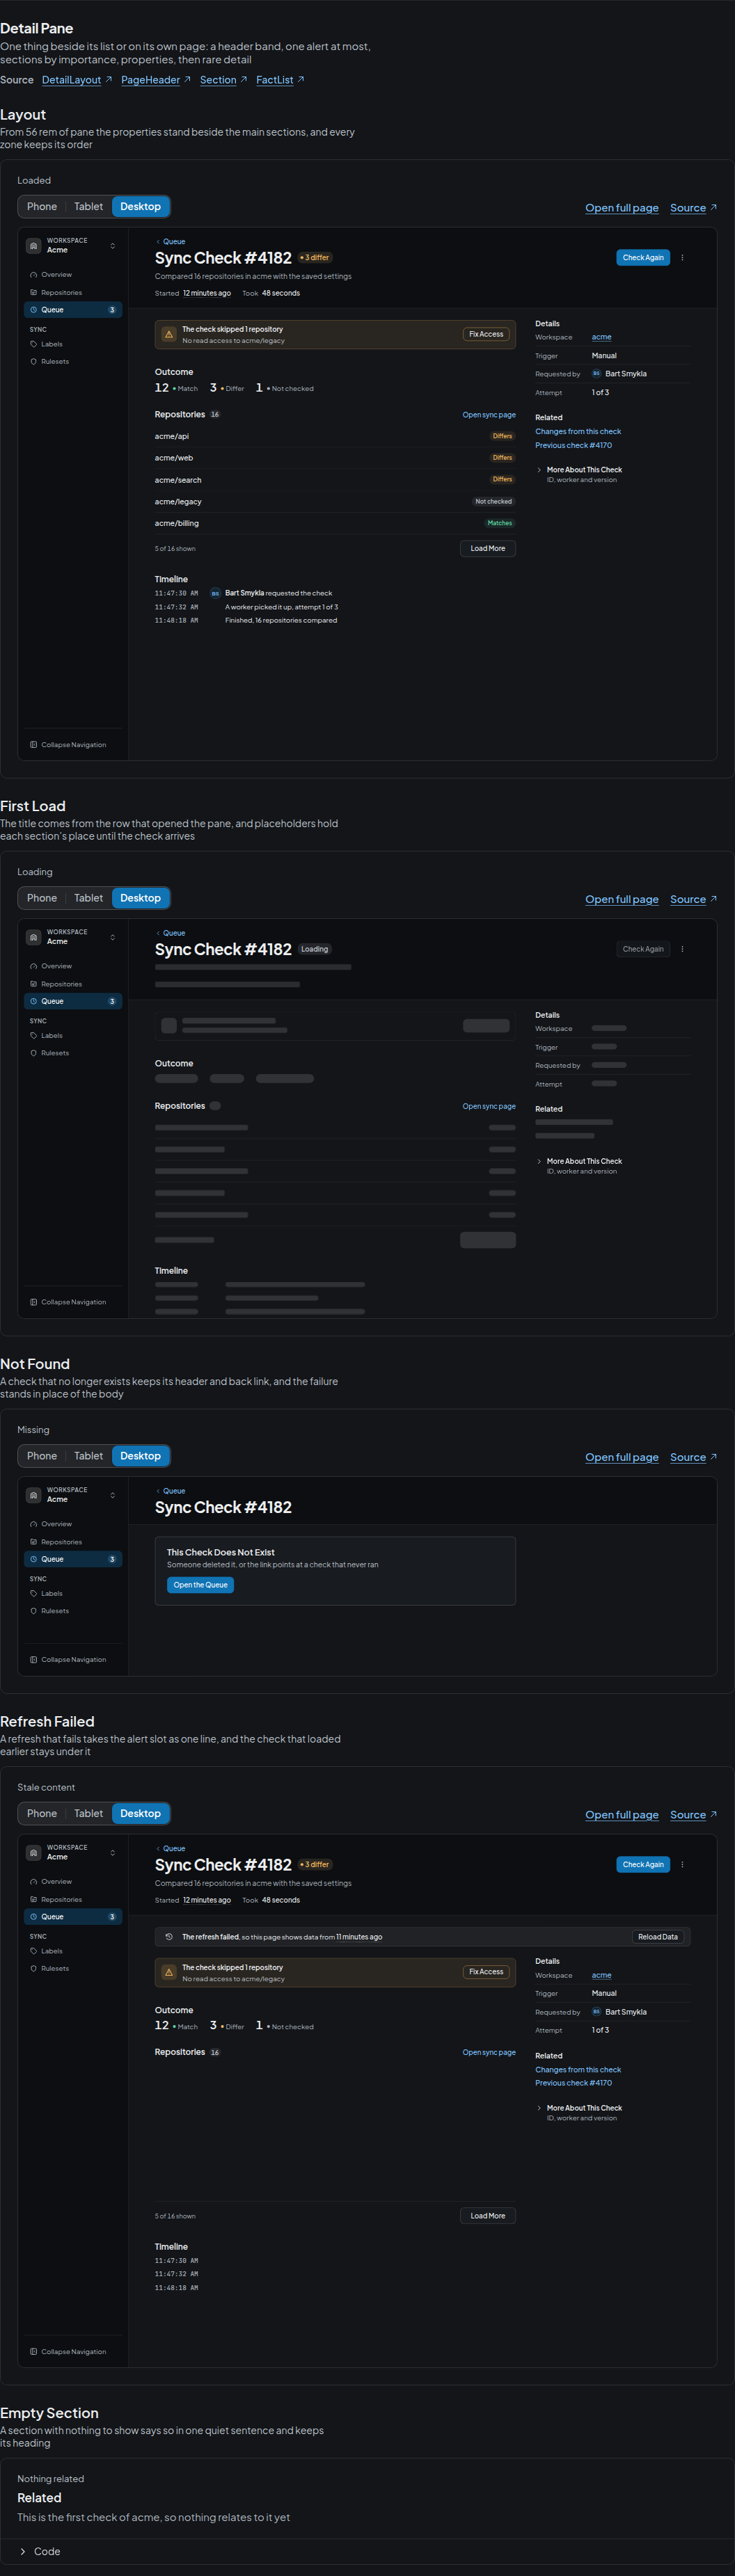 Detail Pane
One thing beside its list or on its own page: a header band, one alert at most,
sections by importance, properties, then rare detail
Source DetailLayout PageHeader Section FactList
Layout
From 56 rem of pane the properties stand beside the main sections, and every
zone keeps its order
Loaded
Phone Tablet Desktop
Open full page Source
WORKSPACE
Acme
Overview
Repositories
Queue 3
SYNC
Labels
Rulesets
Collapse Navigation
Queue
Sync Check #4182 3 differ
Check Again
Compared 16 repositories in acme with the saved settings
Started 12 minutes ago Took 48 seconds
The check skipped 1 repository
No read access to acme/legacy
Fix Access
Outcome
12 Match 3 Differ 1 Not checked
Repositories 16 Open sync page
acme/api Differs
acme/web Differs
acme/search Differs
acme/legacy Not checked
acme/billing Matches
5 of 16 shown Load More
Timeline
11:47:30 AM BS Bart Smykla requested the check
11:47:32 AM A worker picked it up, attempt 1 of 3
11:48:18 AM Finished, 16 repositories compared
Details
Workspace acme
Trigger Manual
Requested by BS Bart Smykla
Attempt 1 of 3
Related
Changes from this check
Previous check #4170
More About This Check
ID, worker and version
First Load
The title comes from the row that opened the pane, and placeholders hold
each section's place until the check arrives
Loading
Phone Tablet Desktop
Open full page Source
WORKSPACE
Acme
Overview
Repositories
Queue 3
SYNC
Labels
Rulesets
Collapse Navigation
Queue
Sync Check #4182 Loading
Check Again
Outcome
Repositories Open sync page
Timeline
Details
Workspace
Trigger
Requested by
Attempt
Related
More About This Check
ID, worker and version
Not Found
A check that no longer exists keeps its header and back link, and the failure
stands in place of the body
Missing
Phone Tablet Desktop
Open full page Source
WORKSPACE
Acme
Overview
Repositories
Queue 3
SYNC
Labels
Rulesets
Collapse Navigation
Queue
Sync Check #4182
This Check Does Not Exist
Someone deleted it, or the link points at a check that never ran
Open the Queue
Refresh Failed
A refresh that fails takes the alert slot as one line, and the check that loaded
earlier stays under it
Stale content
Phone Tablet Desktop
Open full page Source
WORKSPACE
Acme
Overview
Repositories
Queue 3
SYNC
Labels
Rulesets
Collapse Navigation
Queue
Sync Check #4182 3 differ
Check Again
Compared 16 repositories in acme with the saved settings
Started 12 minutes ago Took 48 seconds
The refresh failed, so this page shows data from 11 minutes ago
Reload Data
The check skipped 1 repository
No read access to acme/legacy
Fix Access
Outcome
12 Match 3 Differ 1 Not checked
Repositories 16 Open sync page
5 of 16 shown Load More
Timeline
11:47:30 AM
11:47:32 AM
11:48:18 AM
Details
Workspace acme
Trigger Manual
Requested by BS Bart Smykla
Attempt 1 of 3
Related
Changes from this check
Previous check #4170
More About This Check
ID, worker and version
Empty Section
A section with nothing to show says so in one quiet sentence and keeps
its heading
Nothing related
Related
This is the first check of acme, so nothing relates to it yet
Code